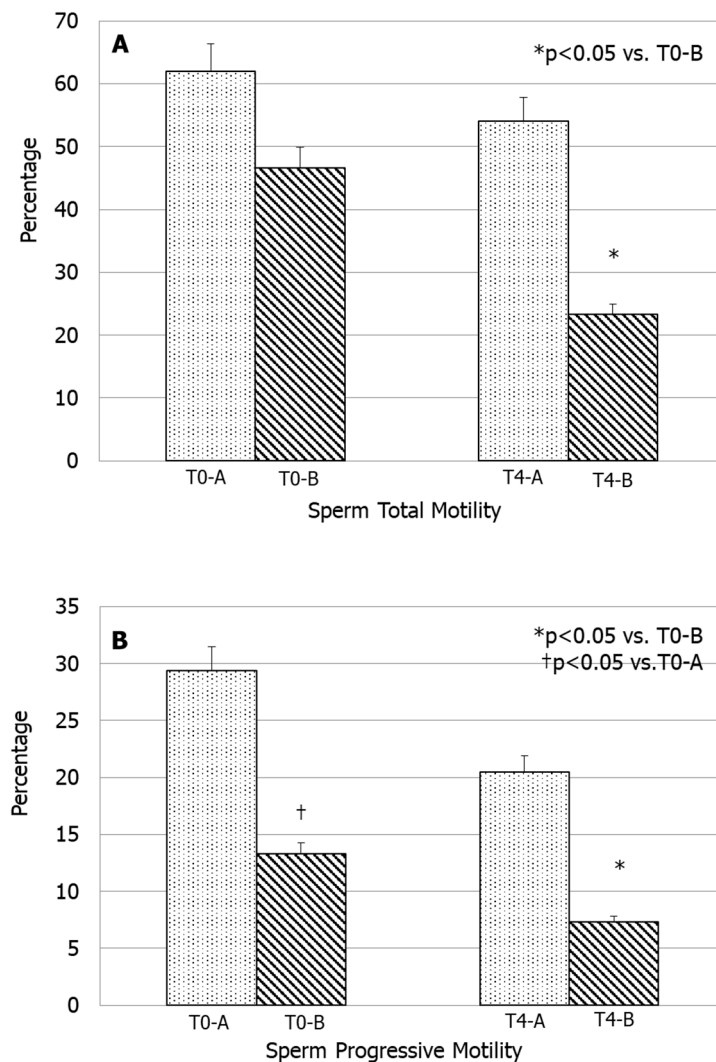 70
A
*p<0.05 vs. T0-B
60
50
40
*
30
20
10
0
Percentage
T0-A T0-B T4-A T4-B
Sperm Total Motility
35
B
*p<0.05 vs. T0-B
†p<0.05 vs.T0-A
30
25
20
†
15
*
10
5
0
Percentage
T0-A T0-B T4-A T4-B
Sperm Progressive Motility